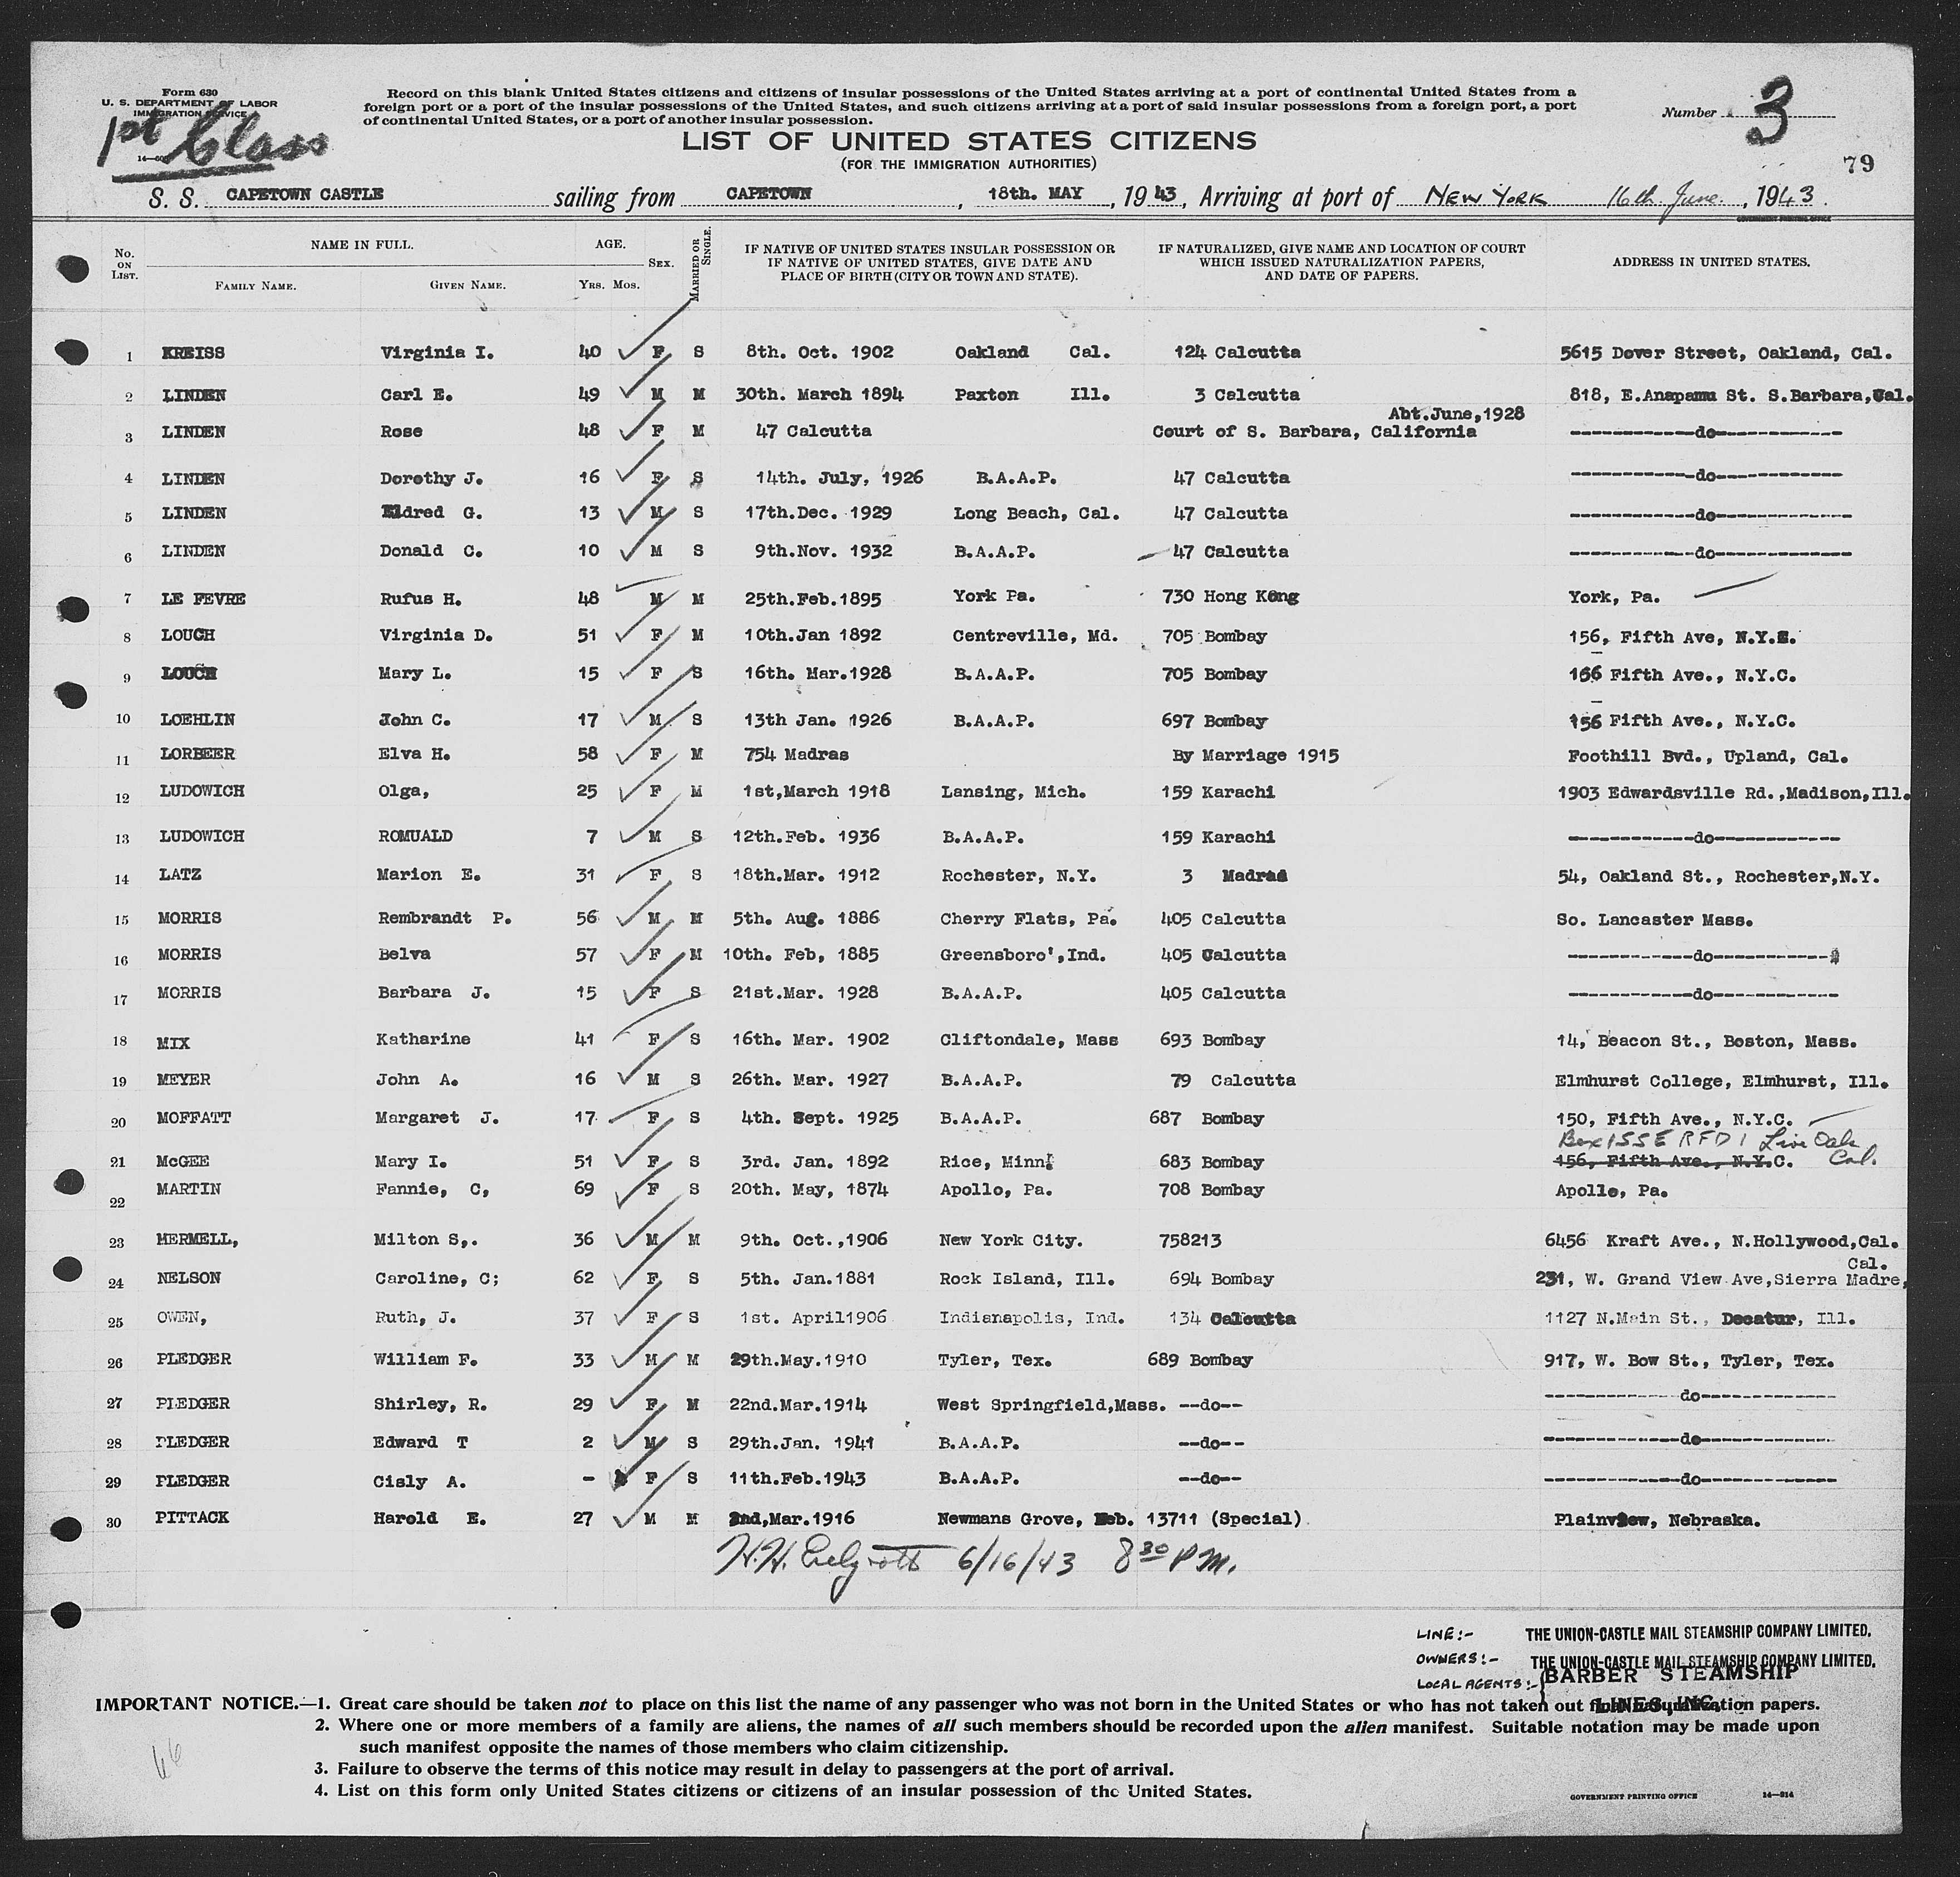 Form 630
U. S. DEPARTMENT OF LABOR
IMMIGRATION SERVICE
1st Class
Record on this blank United States citizens and citizens of insular possessions of the United States arriving at a port of continental United States from a
foreign port or a port of the insular possessions of the United States, and such citizens arriving at a port of said insular possessions from a foreign port, a port
of continental United States, or a port of another insular possession.
Number 3
LIST OF UNITED STATES CITIZENS
(FOR THE IMMIGRATION AUTHORITIES)
79
S. S. CAPETOWN CASTLE sailing from CAPETOWN, 18th. MAY, 1943, Arriving at port of NEW YORK 16th June, 1943.
No. ON LIST. NAME IN FULL. FAMILY NAME. GIVEN NAME. AGE. Yrs. Mos. SEX. MARRIED OR SINGLE. IF NATIVE OF UNITED STATES INSULAR POSSESSION OR IF NATIVE OF UNITED STATES, GIVE DATE AND PLACE OF BIRTH (CITY OR TOWN AND STATE). IF NATURALIZED, GIVE NAME AND LOCATION OF COURT WHICH ISSUED NATURALIZATION PAPERS, AND DATE OF PAPERS. ADDRESS IN UNITED STATES.
1 KREISS Virginia I. 40 F S 8th. Oct. 1902 Oakland Cal. 124 Calcutta 5615 Dover Street, Oakland, Cal.
2 LINDEN Carl E. 49 M M 30th. March 1894 Paxton Ill. 3 Calcutta 818, E.Anapamu St. S.Barbara,Cal.
Abt.June,1928
3 LINDEN Rose 48 F M 47 Calcutta Court of S. Barbara, California ------------do------------
4 LINDEN Dorothy J. 16 F S 14th. July, 1926 B.A.A.P. 47 Calcutta ------------do------------
5 LINDEN Eldred G. 13 M S 17th.Dec. 1929 Long Beach, Cal. 47 Calcutta ------------do------------
6 LINDEN Donald C. 10 M S 9th.Nov. 1932 B.A.A.P. 47 Calcutta ------------do------------
7 LE FEVRE Rufus H. 48 M M 25th.Feb.1895 York Pa. 730 Hong Kong York, Pa.
8 LOUCH Virginia D. 51 F M 10th.Jan 1892 Centreville, Md. 705 Bombay 156, Fifth Ave, N.Y.C.
9 LOUCH Mary L. 15 F S 16th. Mar.1928 B.A.A.P. 705 Bombay 156 Fifth Ave., N.Y.C.
10 LOEHLIN John C. 17 M S 13th Jan. 1926 B.A.A.P. 697 Bombay 156 Fifth Ave., N.Y.C.
11 LORBEER Elva H. 58 F M 754 Madras By Marriage 1915 Foothill Bvd., Upland, Cal.
12 LUDOWICH Olga, 25 F M 1st,March 1918 Lansing, Mich. 159 Karachi 1903 Edwardsville Rd.,Madison,Ill.
13 LUDOWICH ROMUALD 7 M S 12th.Feb. 1936 B.A.A.P. 159 Karachi ------------do------------
14 LATZ Marion E. 31 F S 18th.Mar. 1912 Rochester, N.Y. 3 Madras 54, Oakland St., Rochester,N.Y.
15 MORRIS Rembrandt P. 56 M M 5th. Aug. 1886 Cherry Flats, Pa. 405 Calcutta So. Lancaster Mass.
16 MORRIS Belva 57 F M 10th. Feb, 1885 Greensboro',Ind. 405 Calcutta ------------do------------
17 MORRIS Barbara J. 15 F S 21st.Mar. 1928 B.A.A.P. 405 Calcutta ------------do------------
18 MIX Katharine 41 F S 16th. Mar. 1902 Cliftondale, Mass 693 Bombay 14, Beacon St., Boston, Mass.
19 MEYER John A. 16 M S 26th. Mar. 1927 B.A.A.P. 79 Calcutta Elmhurst College, Elmhurst, Ill.
20 MOFFATT Margaret J. 17 F S 4th. Sept. 1925 B.A.A.P. 687 Bombay 150, Fifth Ave., N.Y.C.
Box 155 E RFD 1 Live Oak Cal.
21 McGEE Mary I. 51 F S 3rd. Jan. 1892 Rice, Minn. 683 Bombay 156, Fifth Ave., N.Y.C.
22 MARTIN Fannie, C, 69 F S 20th. May, 1874 Apollo, Pa. 708 Bombay Apollo, Pa.
23 MERMELL, Milton S,. 36 M M 9th. Oct.,1906 New York City. 758213 6456 Kraft Ave., N.Hollywood,Cal.
24 NELSON Caroline, C; 62 F S 5th. Jan.1881 Rock Island, Ill. 694 Bombay 231, W. Grand View Ave,Sierra Madre, Cal.
25 OWEN, Ruth, J. 37 F S 1st. April1906 Indianapolis, Ind. 134 Calcutta 1127 N.Main St., Decatur, Ill.
26 PLEDGER William F. 33 M M 29th.May.1910 Tyler, Tex. 689 Bombay 917, W. Bow St., Tyler, Tex.
27 PLEDGER Shirley, R. 29 F M 22nd.Mar.1914 West Springfield,Mass. --do-- ------------do------------
28 PLEDGER Edward T 2 M S 29th.Jan. 1941 B.A.A.P. --do-- ------------do------------
29 PLEDGER Cisly A. - F S 11th.Feb.1943 B.A.A.P. --do-- ------------do------------
30 PITTACK Harold E. 27 M M 2nd,Mar.1916 Newmans Grove, Neb. 13711 (Special) Plainview, Nebraska.
H.H. 6/16/43 8 30 P.M.
LINE:- THE UNION-CASTLE MAIL STEAMSHIP COMPANY LIMITED.
OWNERS:- THE UNION-CASTLE MAIL STEAMSHIP COMPANY LIMITED.
LOCAL AGENTS:- BARBER STEAMSHIP LINES, INC.
IMPORTANT NOTICE.—1. Great care should be taken not to place on this list the name of any passenger who was not born in the United States or who has not taken out final naturalization papers.
2. Where one or more members of a family are aliens, the names of all such members should be recorded upon the alien manifest. Suitable notation may be made upon
such manifest opposite the names of those members who claim citizenship.
3. Failure to observe the terms of this notice may result in delay to passengers at the port of arrival.
4. List on this form only United States citizens or citizens of an insular possession of the United States.
GOVERNMENT PRINTING OFFICE 14—914